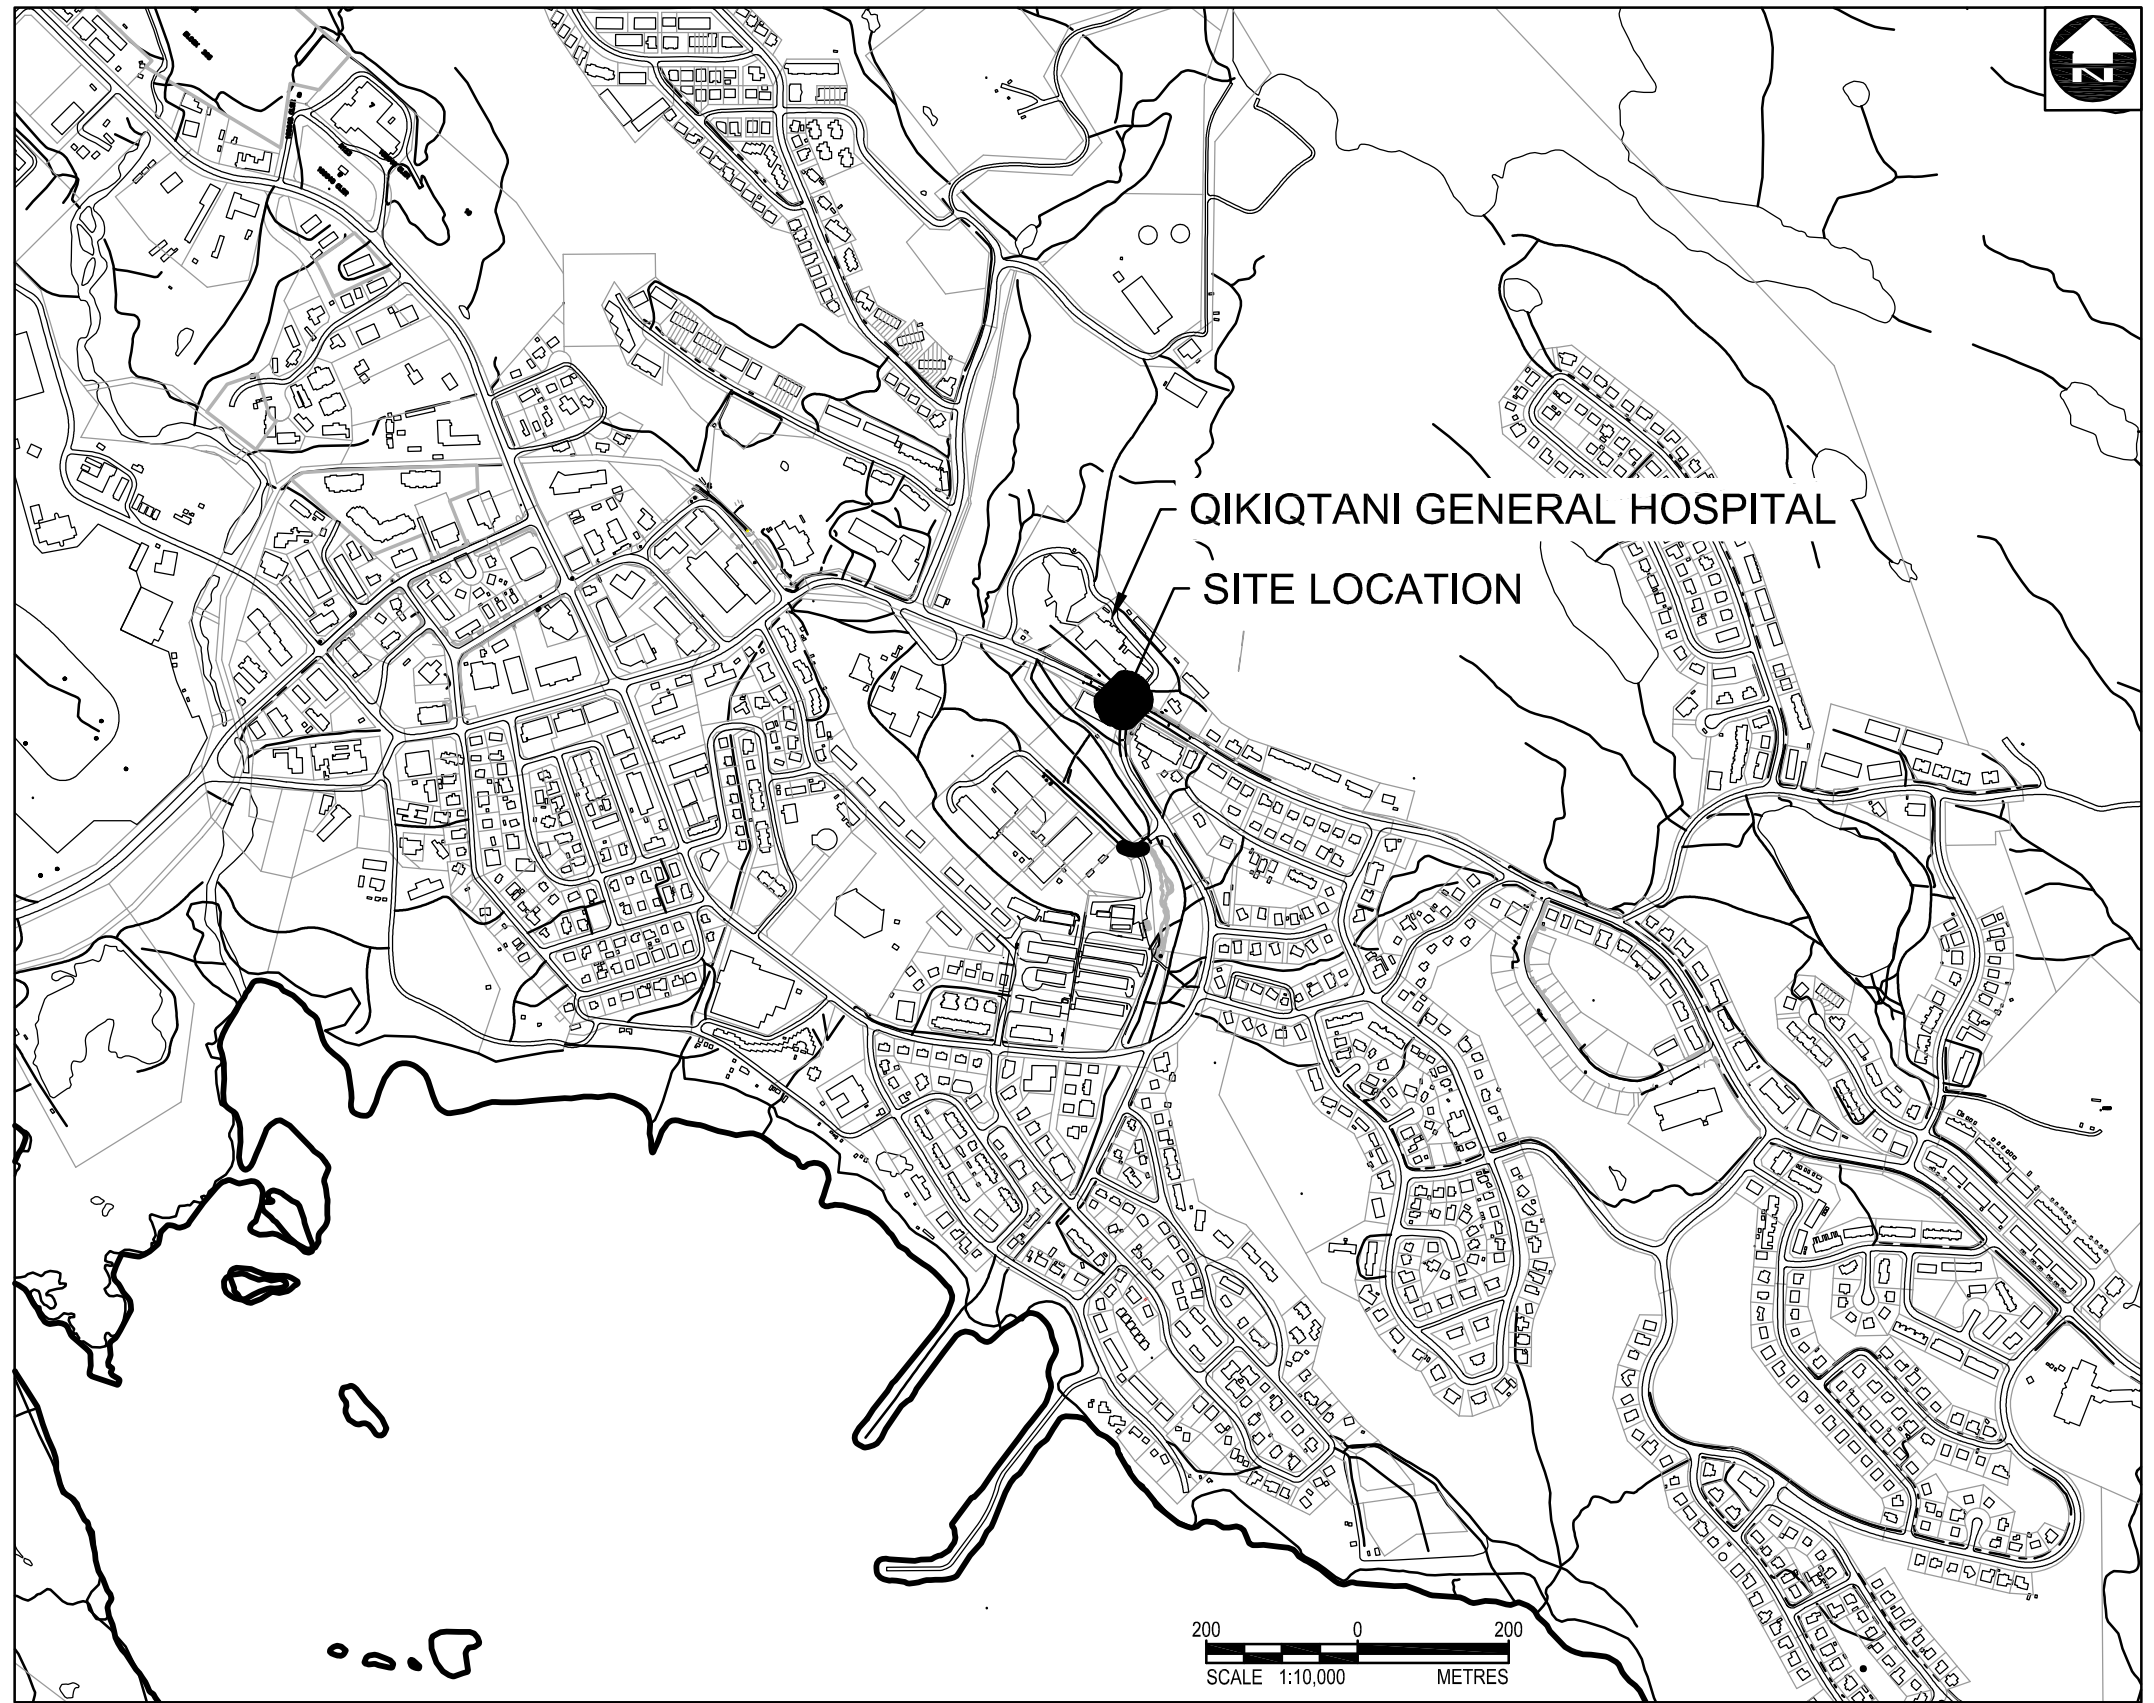 N
QIKIQTANI GENERAL HOSPITAL
SITE LOCATION
200 0 200
SCALE 1:10,000 METRES